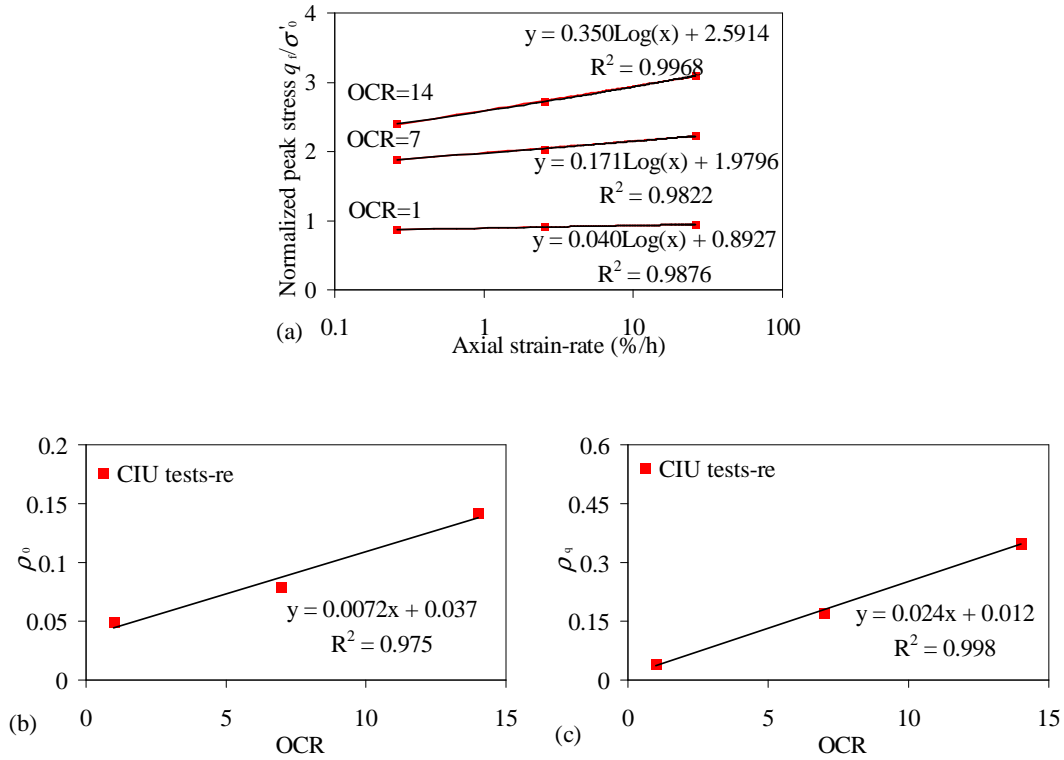 4
y = 0.350Log(x) + 2.5914
R² = 0.9968
3
OCR=14
2
OCR=7
y = 0.171Log(x) + 1.9796
R² = 0.9822
OCR=1
1
y = 0.040Log(x) + 0.8927
R² = 0.9876
0
Normalized peak stress q f/σ'0
(a) 0.1 1 10 100
Axial strain-rate (%/h)
0.2
CIU tests-re
0.15
0.1
ρ0
y = 0.0072x + 0.037
0.05
R² = 0.975
0
(b) 0 5 10 15
OCR
0.6
CIU tests-re
0.45
0.3
ρq
y = 0.024x + 0.012
0.15
R² = 0.998
0
(c) 0 5 10 15
OCR